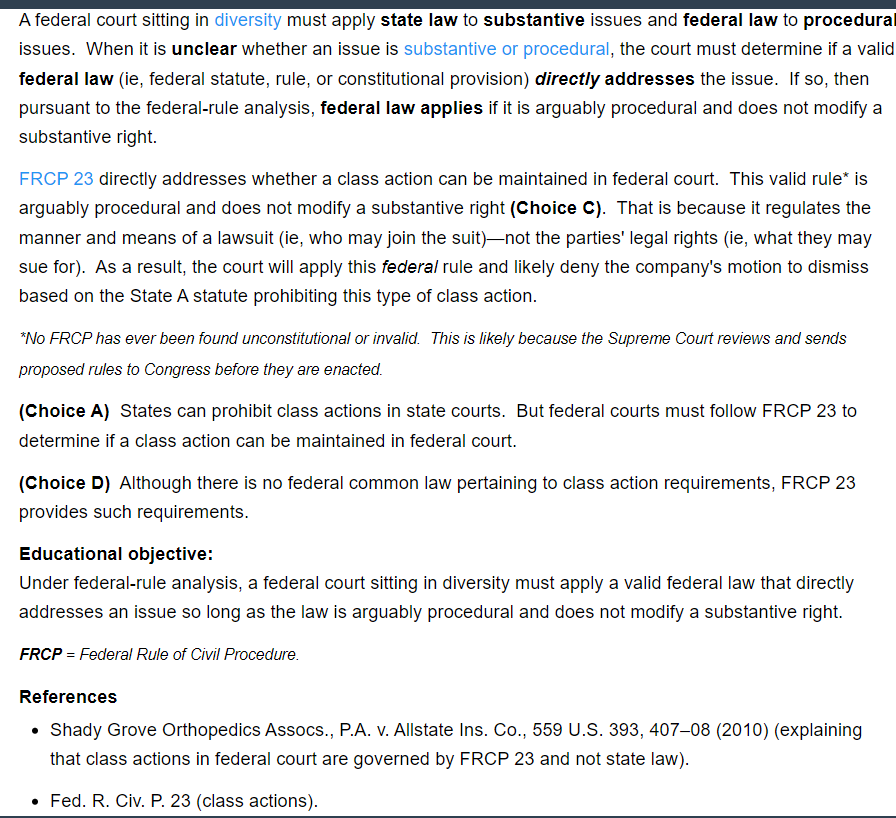 A federal court sitting in diversity must apply state law to substantive issues and federal law to procedural
issues. When it is unclear whether an issue is substantive or procedural, the court must determine if a valid
federal law (ie, federal statute, rule, or constitutional provision) directly addresses the issue. If so, then
pursuant to the federal-rule analysis, federal law applies if it is arguably procedural and does not modify a
substantive right.
FRCP 23 directly addresses whether a class action can be maintained in federal court. This valid rule* is
arguably procedural and does not modify a substantive right (Choice C). That is because it regulates the
manner and means of a lawsuit (ie, who may join the suit)—not the parties' legal rights (ie, what they may
sue for). As a result, the court will apply this federal rule and likely deny the company's motion to dismiss
based on the State A statute prohibiting this type of class action.
*No FRCP has ever been found unconstitutional or invalid. This is likely because the Supreme Court reviews and sends
proposed rules to Congress before they are enacted.
(Choice A) States can prohibit class actions in state courts. But federal courts must follow FRCP 23 to
determine if a class action can be maintained in federal court.
(Choice D) Although there is no federal common law pertaining to class action requirements, FRCP 23
provides such requirements.
Educational objective:
Under federal-rule analysis, a federal court sitting in diversity must apply a valid federal law that directly
addresses an issue so long as the law is arguably procedural and does not modify a substantive right.
FRCP = Federal Rule of Civil Procedure.
References
• Shady Grove Orthopedics Assocs., P.A. v. Allstate Ins. Co., 559 U.S. 393, 407–08 (2010) (explaining
that class actions in federal court are governed by FRCP 23 and not state law).
• Fed. R. Civ. P. 23 (class actions).